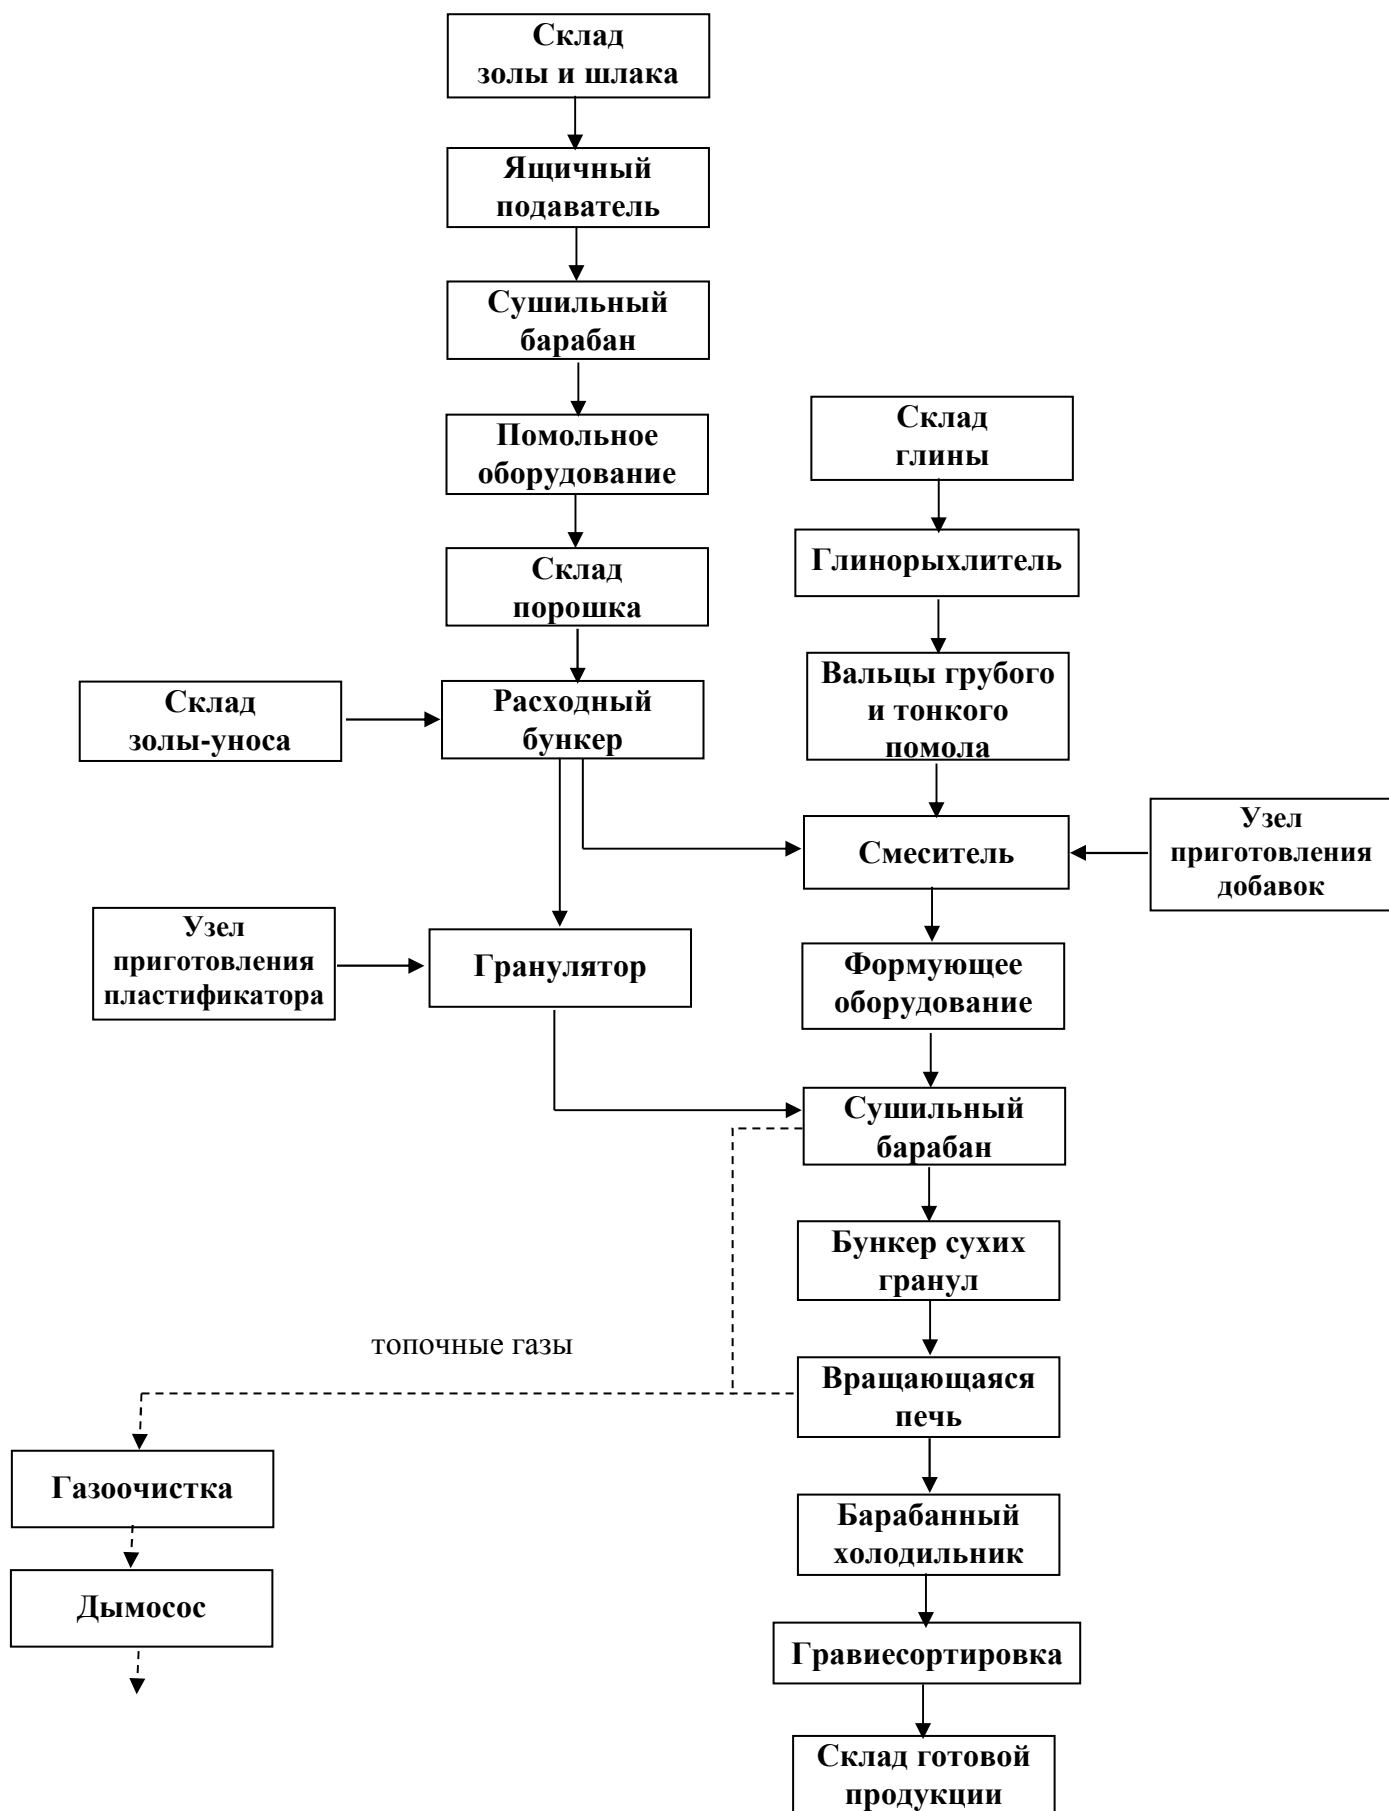 Склад
золы и шлака
Ящичный
подаватель
Сушильный
барабан
Помольное
оборудование
Склад
порошка
Склад
золы-уноса
Расходный
бункер
Склад
глины
Глинорыхлитель
Вальцы грубого
и тонкого
помола
Смеситель
Узел
приготовления
добавок
Узел
приготовления
пластификатора
Гранулятор
Формующее
оборудование
Сушильный
барабан
Бункер сухих
гранул
топочные газы
Вращающаяся
печь
Газоочистка
Дымосос
Барабанный
холодильник
Гравиесортировка
Склад готовой
продукции